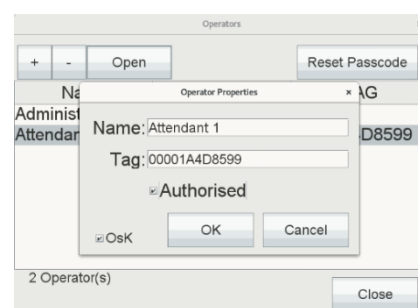 Operators
+ - Open Reset Passcode
Na AG
Administ
Attendar D8599
Operator Properties ×
Name: Attendant 1
Tag: 00001A4D8599
Authorised
OsK OK Cancel
2 Operator(s)
Close